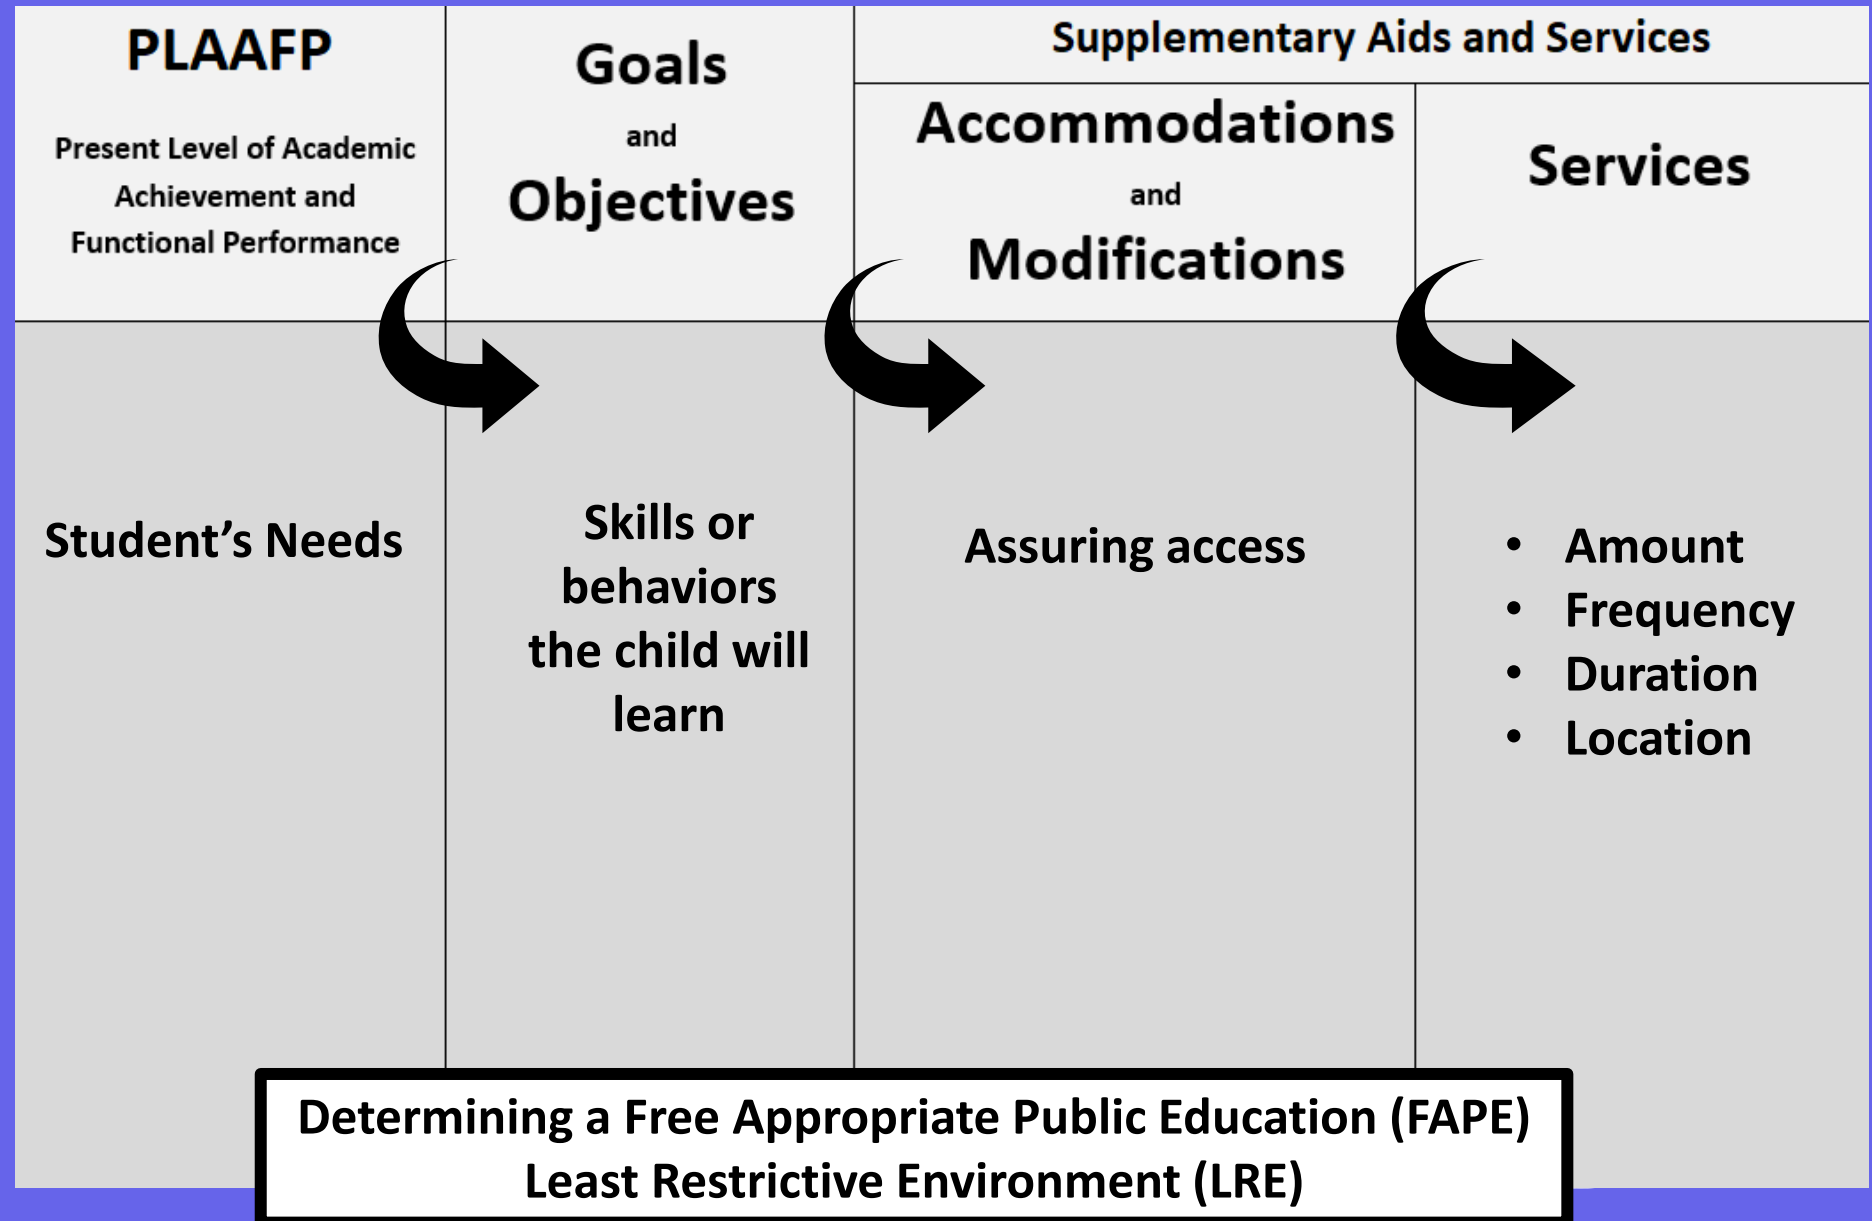 PLAAFP
Present Level of Academic
Achievement and
Functional Performance
Goals
and
Objectives
Supplementary Aids and Services
Accommodations
and
Modifications
Services
Student’s Needs
Skills or
behaviors
the child will
learn
Assuring access
• Amount
• Frequency
• Duration
• Location
Determining a Free Appropriate Public Education (FAPE)
Least Restrictive Environment (LRE)